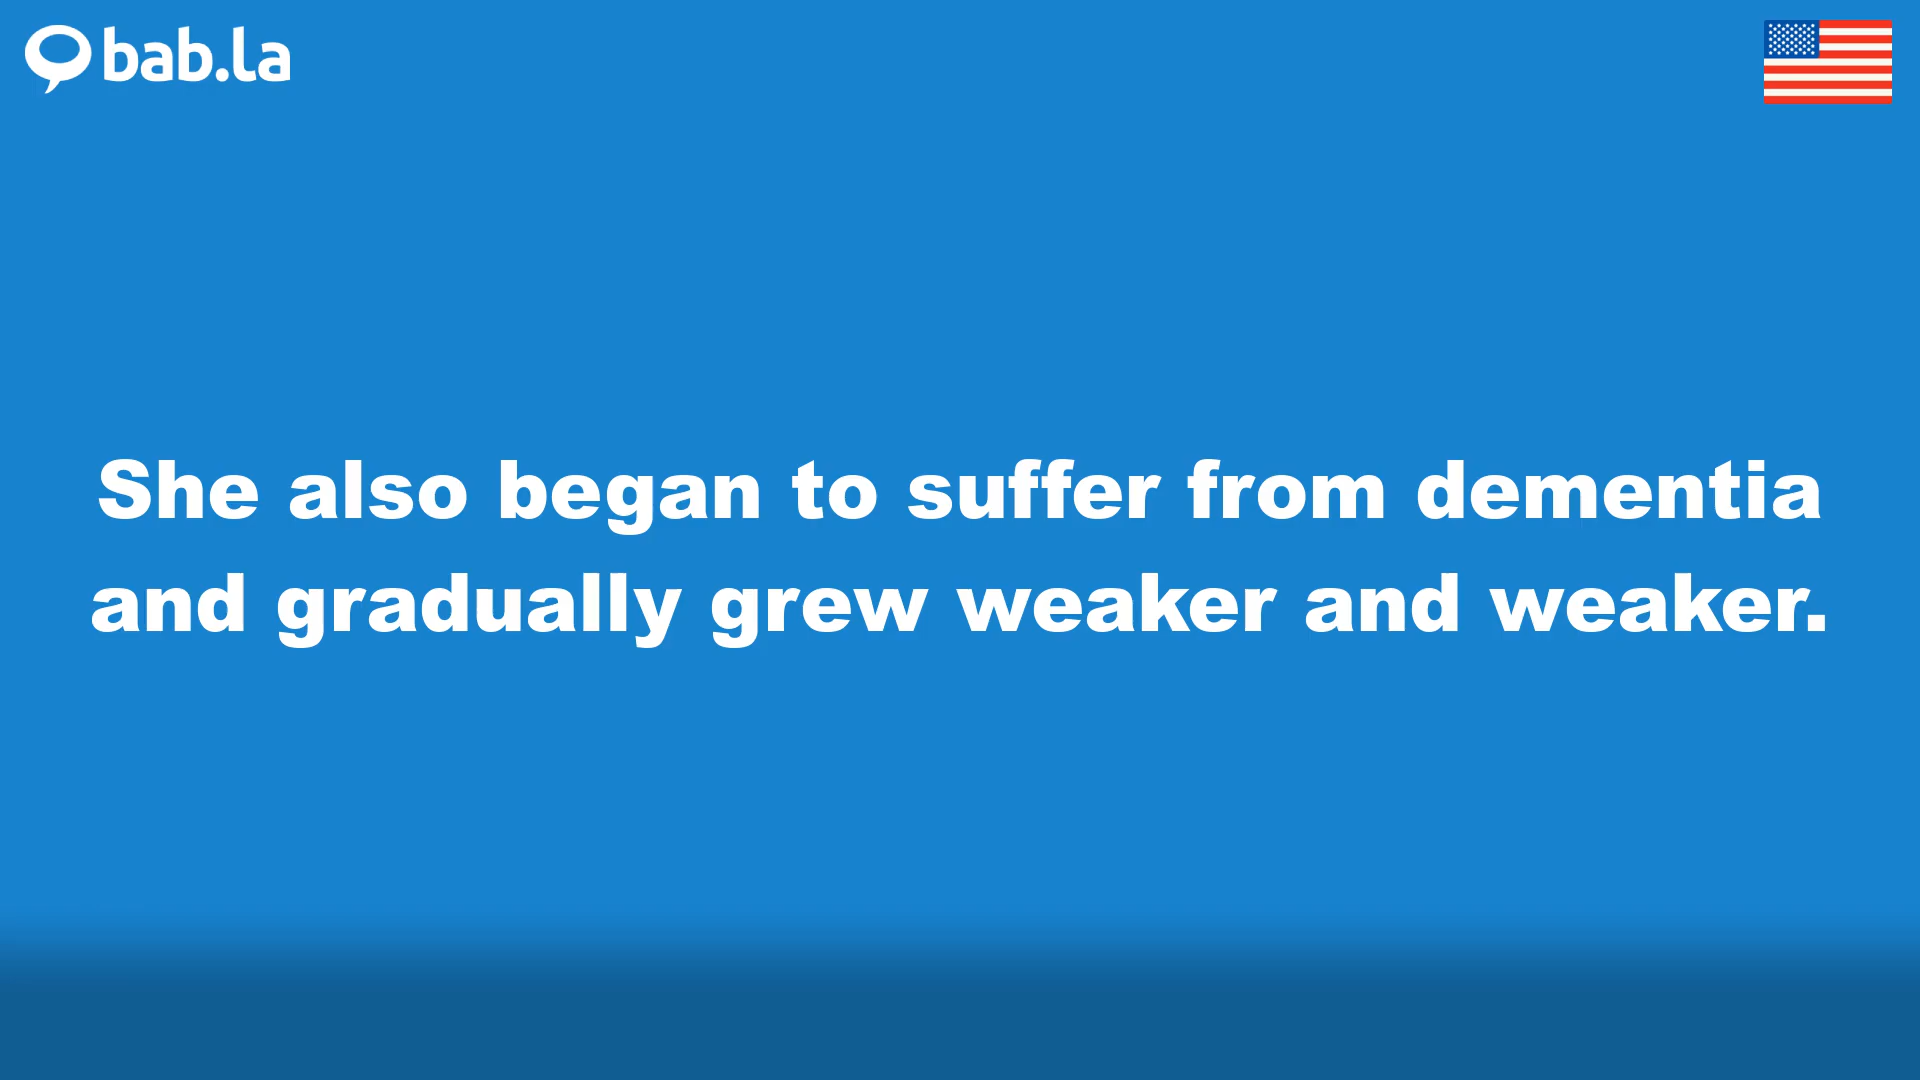 bab.la
She also began to suffer from dementia
and gradually grew weaker and weaker.